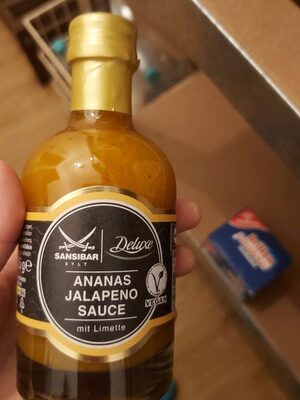 SANSIBAR
SYLT
Deluxe
ANANAS
JALAPENO
SAUCE
mit Limette
VEGAN